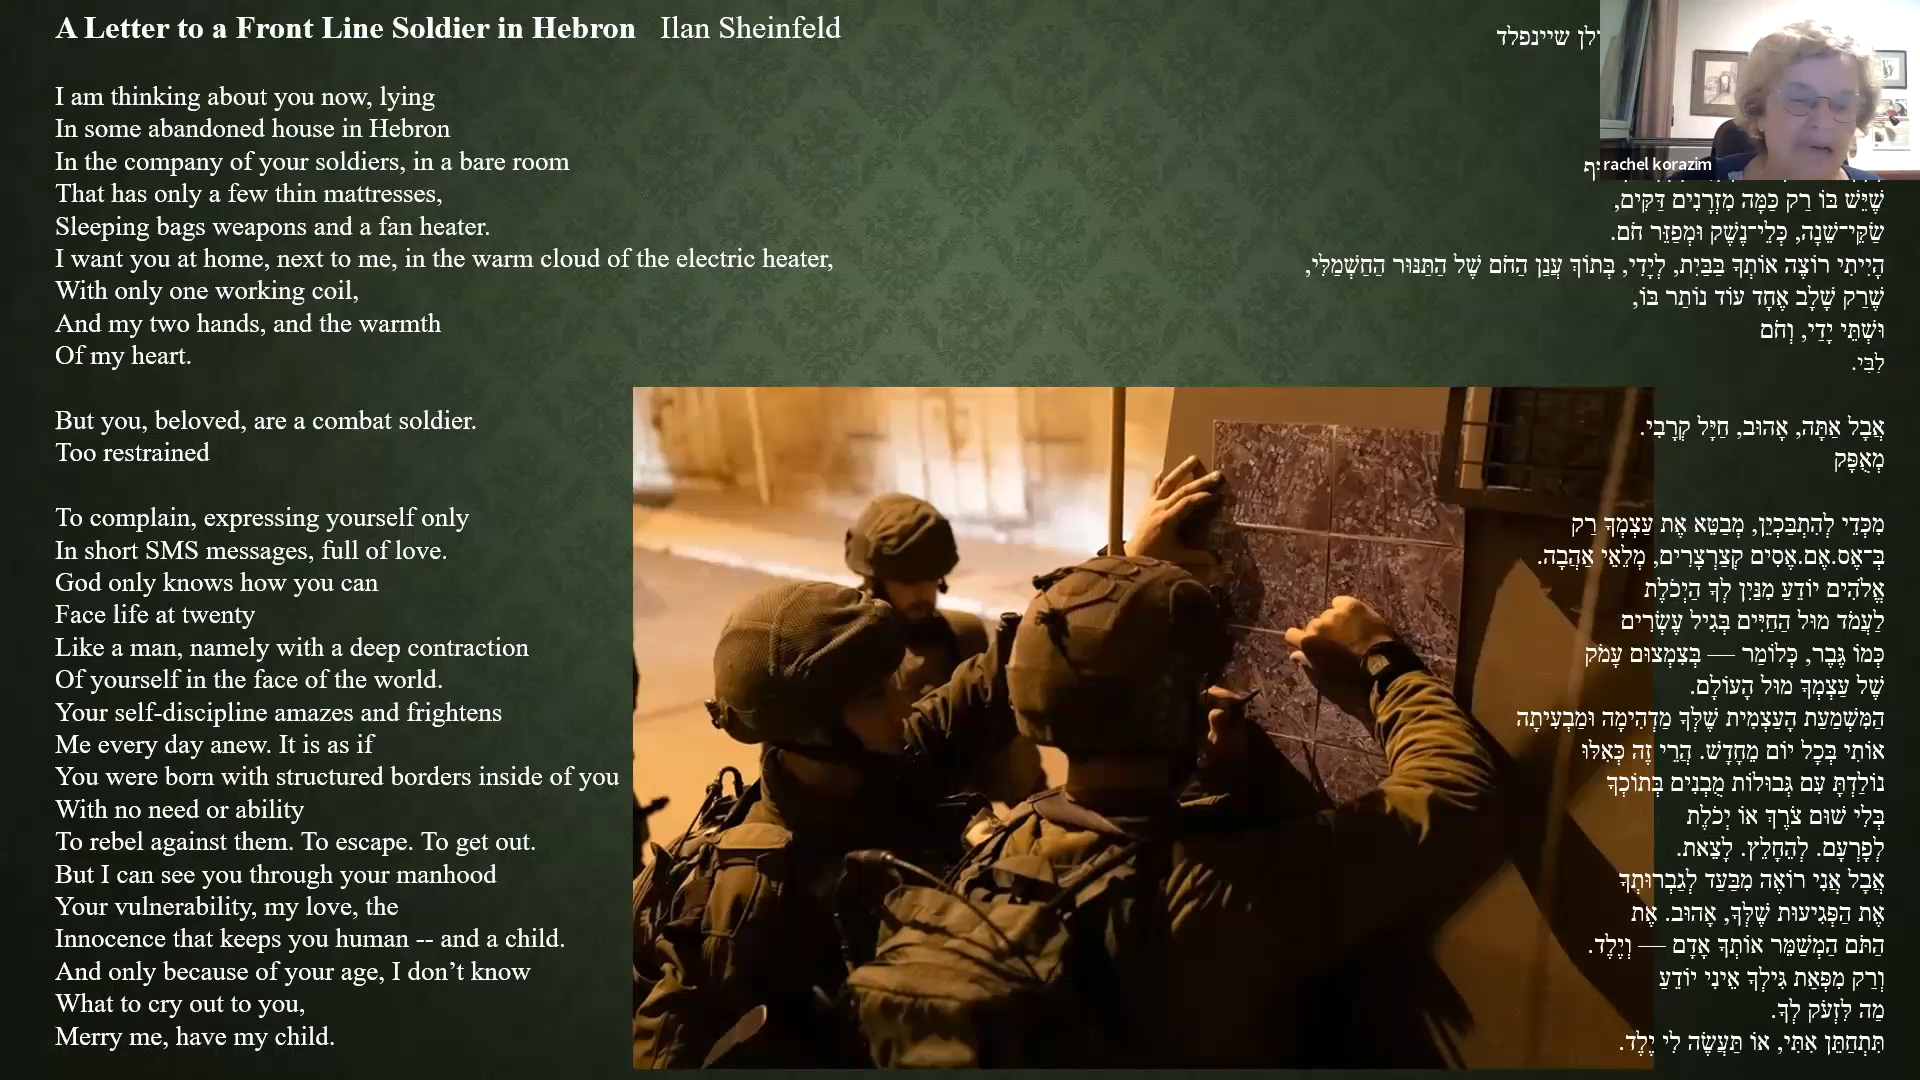 A Letter to a Front Line Soldier in Hebron Ilan Sheinfeld
I am thinking about you now, lying
In some abandoned house in Hebron
In the company of your soldiers, in a bare room
That has only a few thin mattresses,
Sleeping bags weapons and a fan heater.
I want you at home, next to me, in the warm cloud of the electric heater,
With only one working coil,
And my two hands, and the warmth
Of my heart.
But you, beloved, are a combat soldier.
Too restrained
To complain, expressing yourself only
In short SMS messages, full of love.
God only knows how you can
Face life at twenty
Like a man, namely with a deep contraction
Of yourself in the face of the world.
Your self-discipline amazes and frightens
Me every day anew. It is as if
You were born with structured borders inside of you
With no need or ability
To rebel against them. To escape. To get out.
But I can see you through your manhood
Your vulnerability, my love, the
Innocence that keeps you human -- and a child.
And only because of your age, I don’t know
What to cry out to you,
Merry me, have my child.
שיינפלד
rachel korazim
שֶׁיֵּשׁ בּוֹ רַק כַּמָּה מִזְרָנִים דַּקִּים,
שַׂקֵּי־שֵׁנָה, כְּלֵי־נֶשֶׁק וּמְפַזֵּר חֹם.
הָיִיתִי רוֹצֶה אוֹתְךָ בַּבַּיִת, לְיָדִי, בְּתוֹךְ עֲנַן הַחֹם שֶׁל הַתַּנּוּר הַחַשְׁמַלִּי,
שֶׁרַק שָׁלָב אֶחָד עוֹד נוֹתַר בּוֹ,
וּשְׁתֵּי יָדַי, וְחֹם
לִבִּי.
אֲבָל אַתָּה, אָהוּב, חַיָּל קְרָבִי.
מְאֻפָּק
מִכְּדֵי לְהִתְבַּכְיֵן, מְבַטֵּא אֶת עַצְמְךָ רַק
בְּ־אֶס.אֶם.אֶסִים קְצַרְצָרִים, מְלֵאֵי אַהֲבָה.
אֱלֹהִים יוֹדֵעַ מִנַּיִן לְךָ הַיְכֹלֶת
לַעֲמֹד מוּל הַחַיִּים בְּגִיל עֶשְׂרִים
כְּמוֹ גֶּבֶר, כְּלוֹמַר — בְּצִמְצוּם עָמֹק
שֶׁל עַצְמְךָ מוּל הָעוֹלָם.
הַמִּשְׁמַעַת הָעַצְמִית שֶׁלְּךָ מַדְהִימָה וּמַבְעִיתָה
אוֹתִי בְּכָל יוֹם מֵחָדָשׁ. הֲרֵי זֶה כְּאִלּוּ
נוֹלַדְתָּ עִם גְּבוּלוֹת מֻבְנִים בְּתוֹכְךָ
בְּלִי שׁוּם צֹרֶךְ אוֹ יְכֹלֶת
לְפָרְעָם. לְהֵחָלֵץ. לָצֵאת.
אֲבָל אֲנִי רוֹאֶה מִבַּעַד לְגַבְרוּתְךָ
אֶת הַפְּגִיעוּת שֶׁלְּךָ, אָהוּב. אֶת
הַתֹּם הַמְשַׁמֵּר אוֹתְךָ אָדָם — וְיֶלֶד.
וְרַק מִפְּאַת גִּילְךָ אֵינִי יוֹדֵעַ
מַה לִּזְעֹק לְךָ.
תִּתְחַתֵּן אִתִּי, אוֹ תַּעֲשֶׂה לִי יֶלֶד.